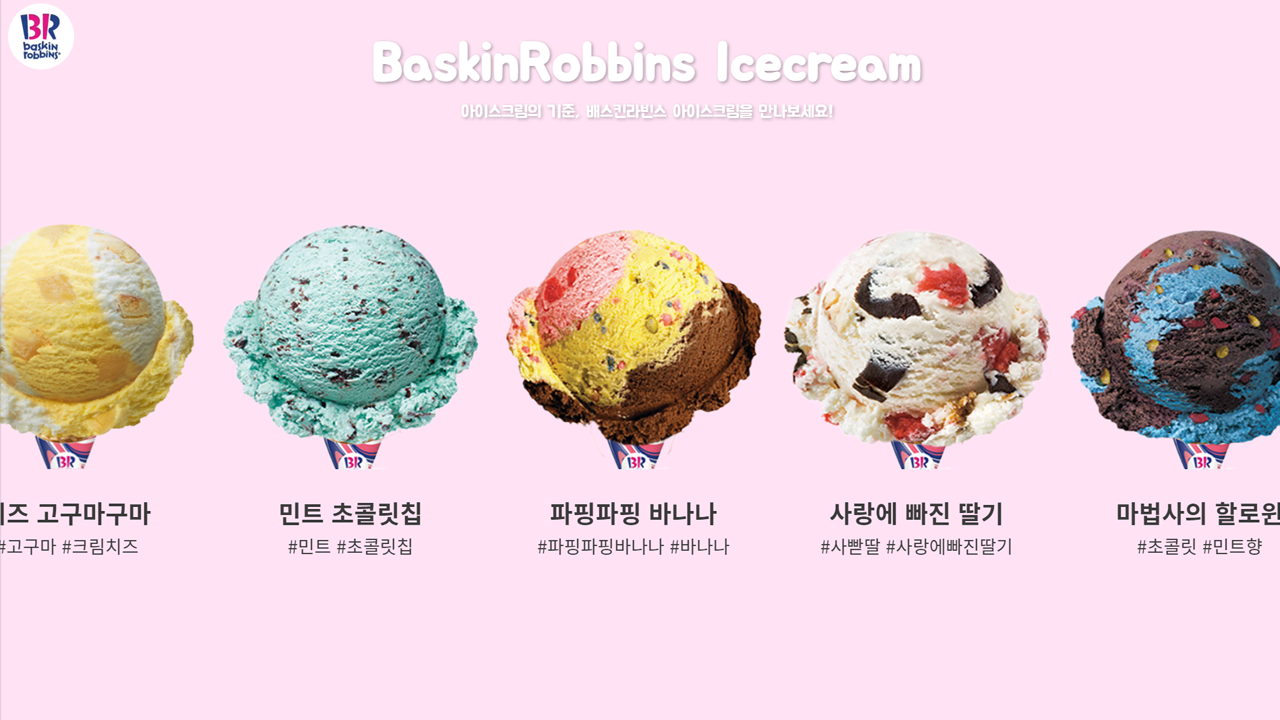 BR
baskin
robbins
BaskinRobbins Icecream
아이스크림의 기준, 배스킨라빈스 아이스크림을 만나보세요!
BR
BR
BR
BR
BR
치즈 고구마구마
민트 초콜릿칩
파핑파핑 바나나
사랑에 빠진 딸기
마법사의 할로윈
#고구마 #크림치즈
#민트 #초콜릿칩
#파핑파핑바나나 #바나나
#사빧딸 #사랑에빠진딸기
#초콜릿 #민트향